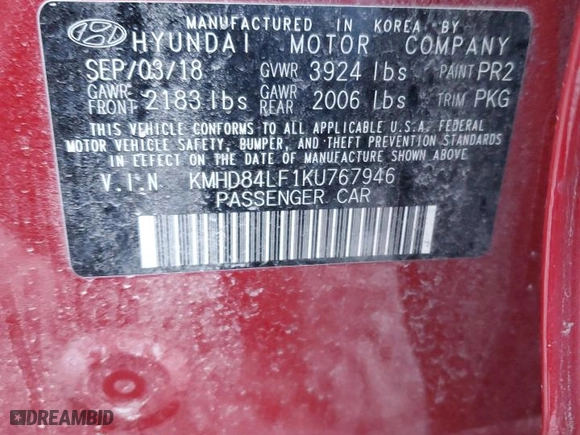 MANUFACTURED IN KOREA BY
HYUNDAI MOTOR COMPANY
SEP/03/18 GVWR 3924 lbs PAINT PR2
GAWR FRONT 2183 lbs GAWR REAR 2006 lbs TRIM PKG
THIS VEHICLE CONFORMS TO ALL APPLICABLE U.S.A. FEDERAL
MOTOR VEHICLE SAFETY, BUMPER, AND THEFT PREVENTION STANDARDS
IN EFFECT ON THE DATE OF MANUFACTURE SHOWN ABOVE.
V.I.N KMHD84LF1KU767946
PASSENGER CAR
DREAMBID